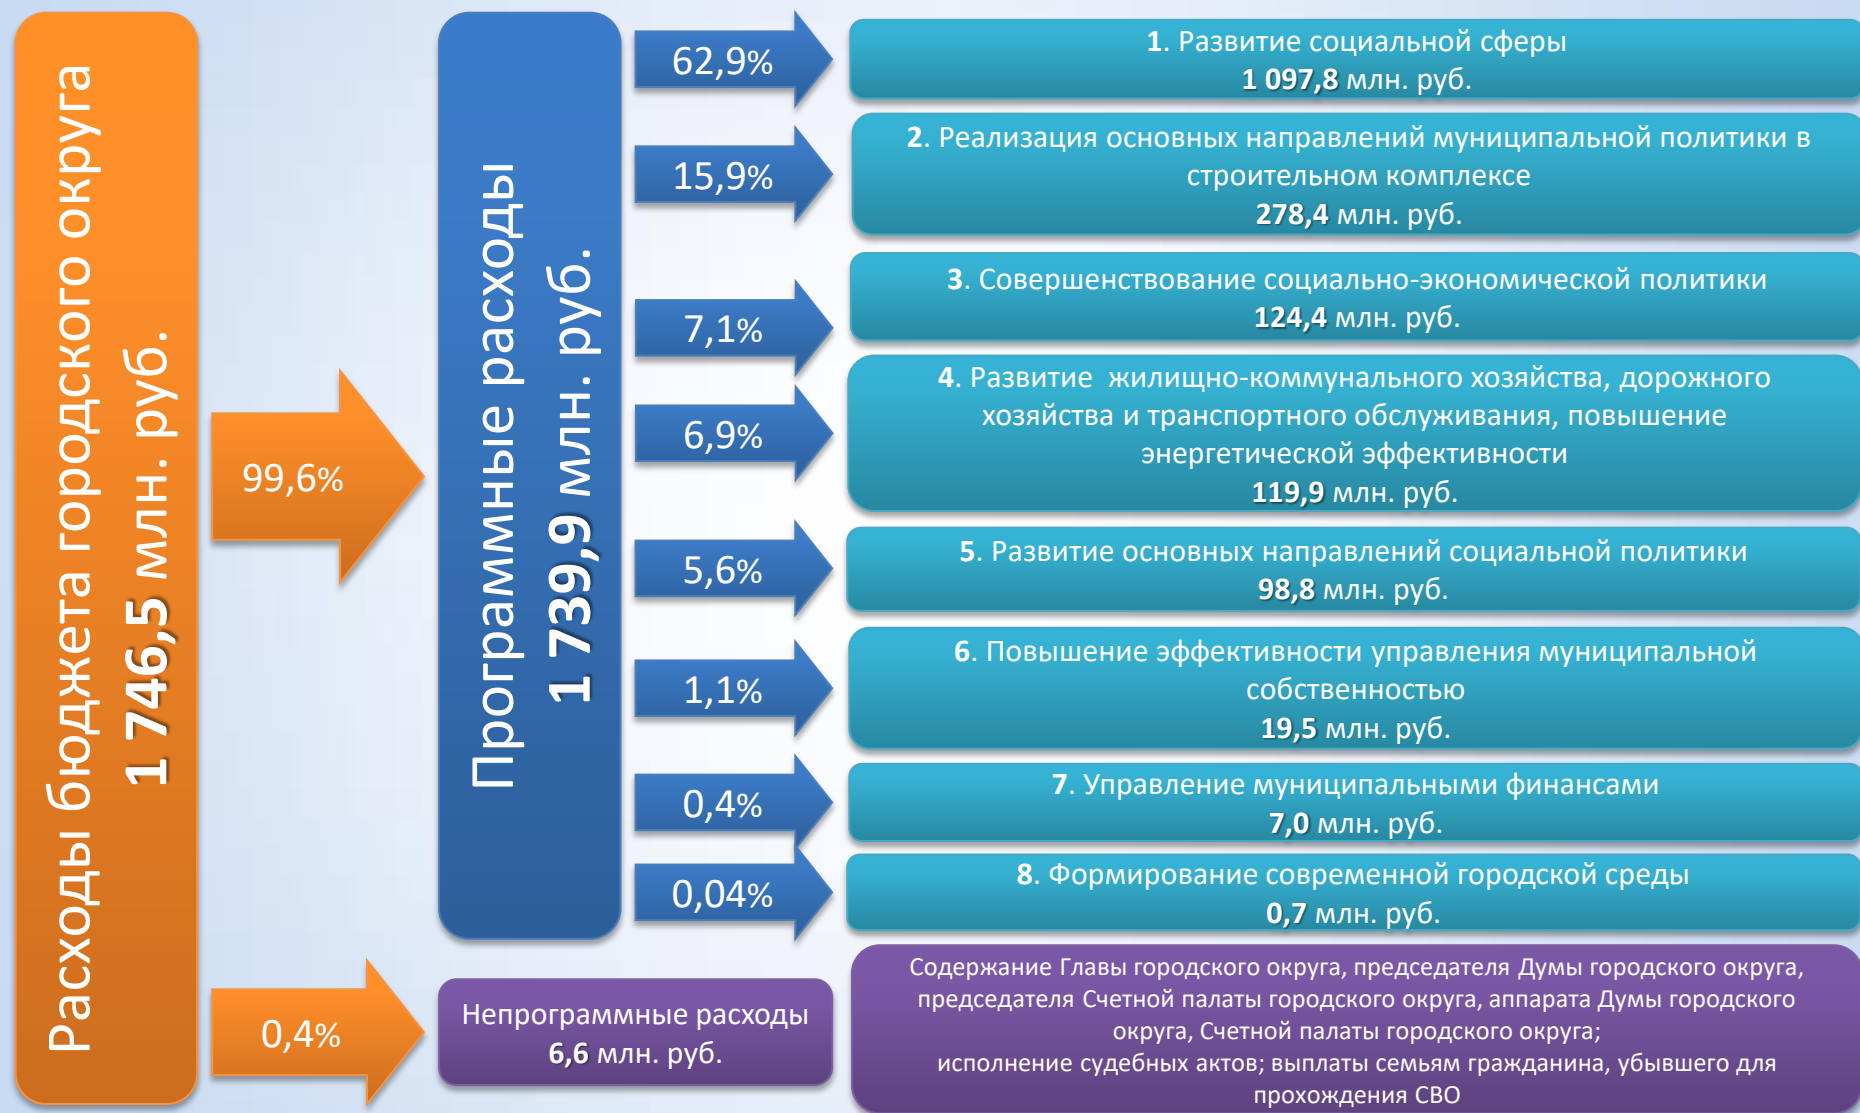 Расходы бюджета городского округа
1 746,5 млн. руб.
99,6%
Программные расходы
1 739,9 млн. руб.
62,9%
1. Развитие социальной сферы
1 097,8 млн. руб.
15,9%
2. Реализация основных направлений муниципальной политики в
строительном комплексе
278,4 млн. руб.
7,1%
3. Совершенствование социально-экономической политики
124,4 млн. руб.
6,9%
4. Развитие жилищно-коммунального хозяйства, дорожного
хозяйства и транспортного обслуживания, повышение
энергетической эффективности
119,9 млн. руб.
5,6%
5. Развитие основных направлений социальной политики
98,8 млн. руб.
1,1%
6. Повышение эффективности управления муниципальной
собственностью
19,5 млн. руб.
0,4%
7. Управление муниципальными финансами
7,0 млн. руб.
0,04%
8. Формирование современной городской среды
0,7 млн. руб.
0,4%
Непрограммные расходы
6,6 млн. руб.
Содержание Главы городского округа, председателя Думы городского округа,
председателя Счетной палаты городского округа, аппарата Думы городского
округа, Счетной палаты городского округа;
исполнение судебных актов; выплаты семьям гражданина, убывшего для
прохождения СВО